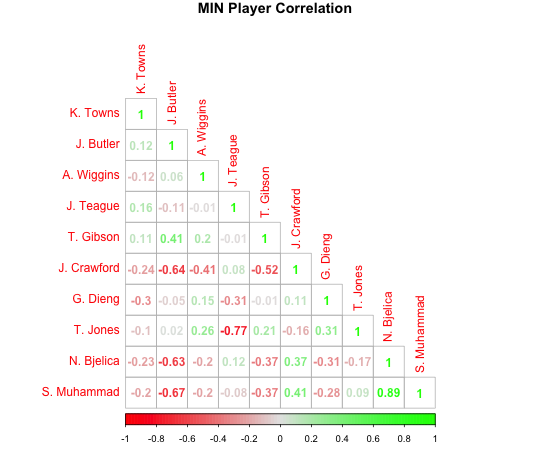 MIN Player Correlation
K. Towns
J. Butler
A. Wiggins
J. Teague
T. Gibson
J. Crawford
G. Dieng
T. Jones
N. Bjelica
S. Muhammad
K. Towns 1
J. Butler 0.12 1
A. Wiggins -0.12 0.06 1
J. Teague 0.16 -0.11 -0.01 1
T. Gibson 0.11 0.41 0.2 -0.01 1
J. Crawford -0.24 -0.64 -0.41 0.08 -0.52 1
G. Dieng -0.3 -0.05 0.15 -0.31 -0.01 0.11 1
T. Jones -0.1 0.02 0.26 -0.77 0.21 -0.16 0.31 1
N. Bjelica -0.23 -0.63 -0.2 0.12 -0.37 0.37 -0.31 -0.17 1
S. Muhammad -0.2 -0.67 -0.2 -0.08 -0.37 0.41 -0.28 0.09 0.89 1
-1 -0.8 -0.6 -0.4 -0.2 0 0.2 0.4 0.6 0.8 1